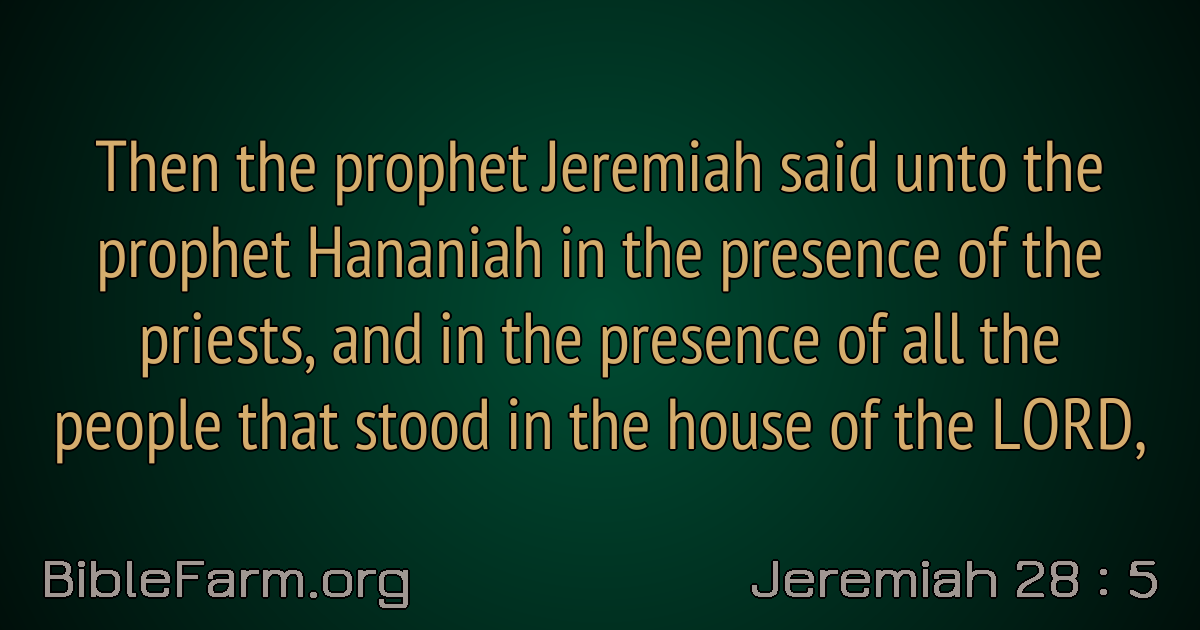 Then the prophet Jeremiah said unto the
prophet Hananiah in the presence of the
priests, and in the presence of all the
people that stood in the house of the LORD,
BibleFarm.org
Jeremiah 28 : 5